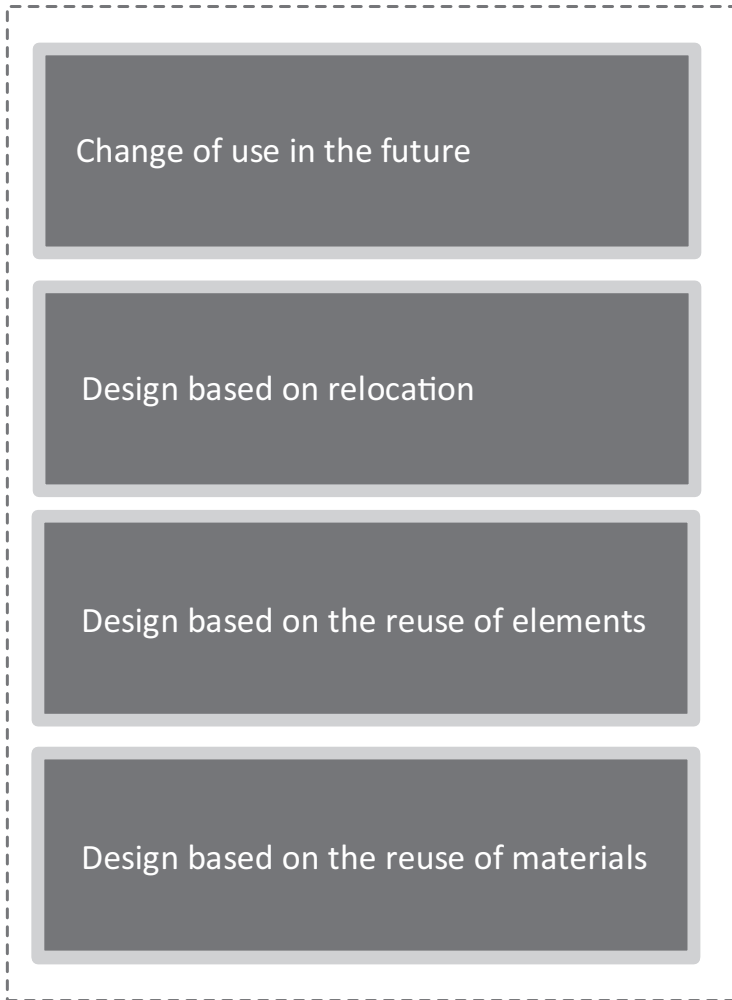 Change of use in the future
Design based on relocation
Design based on the reuse of elements
Design based on the reuse of materials